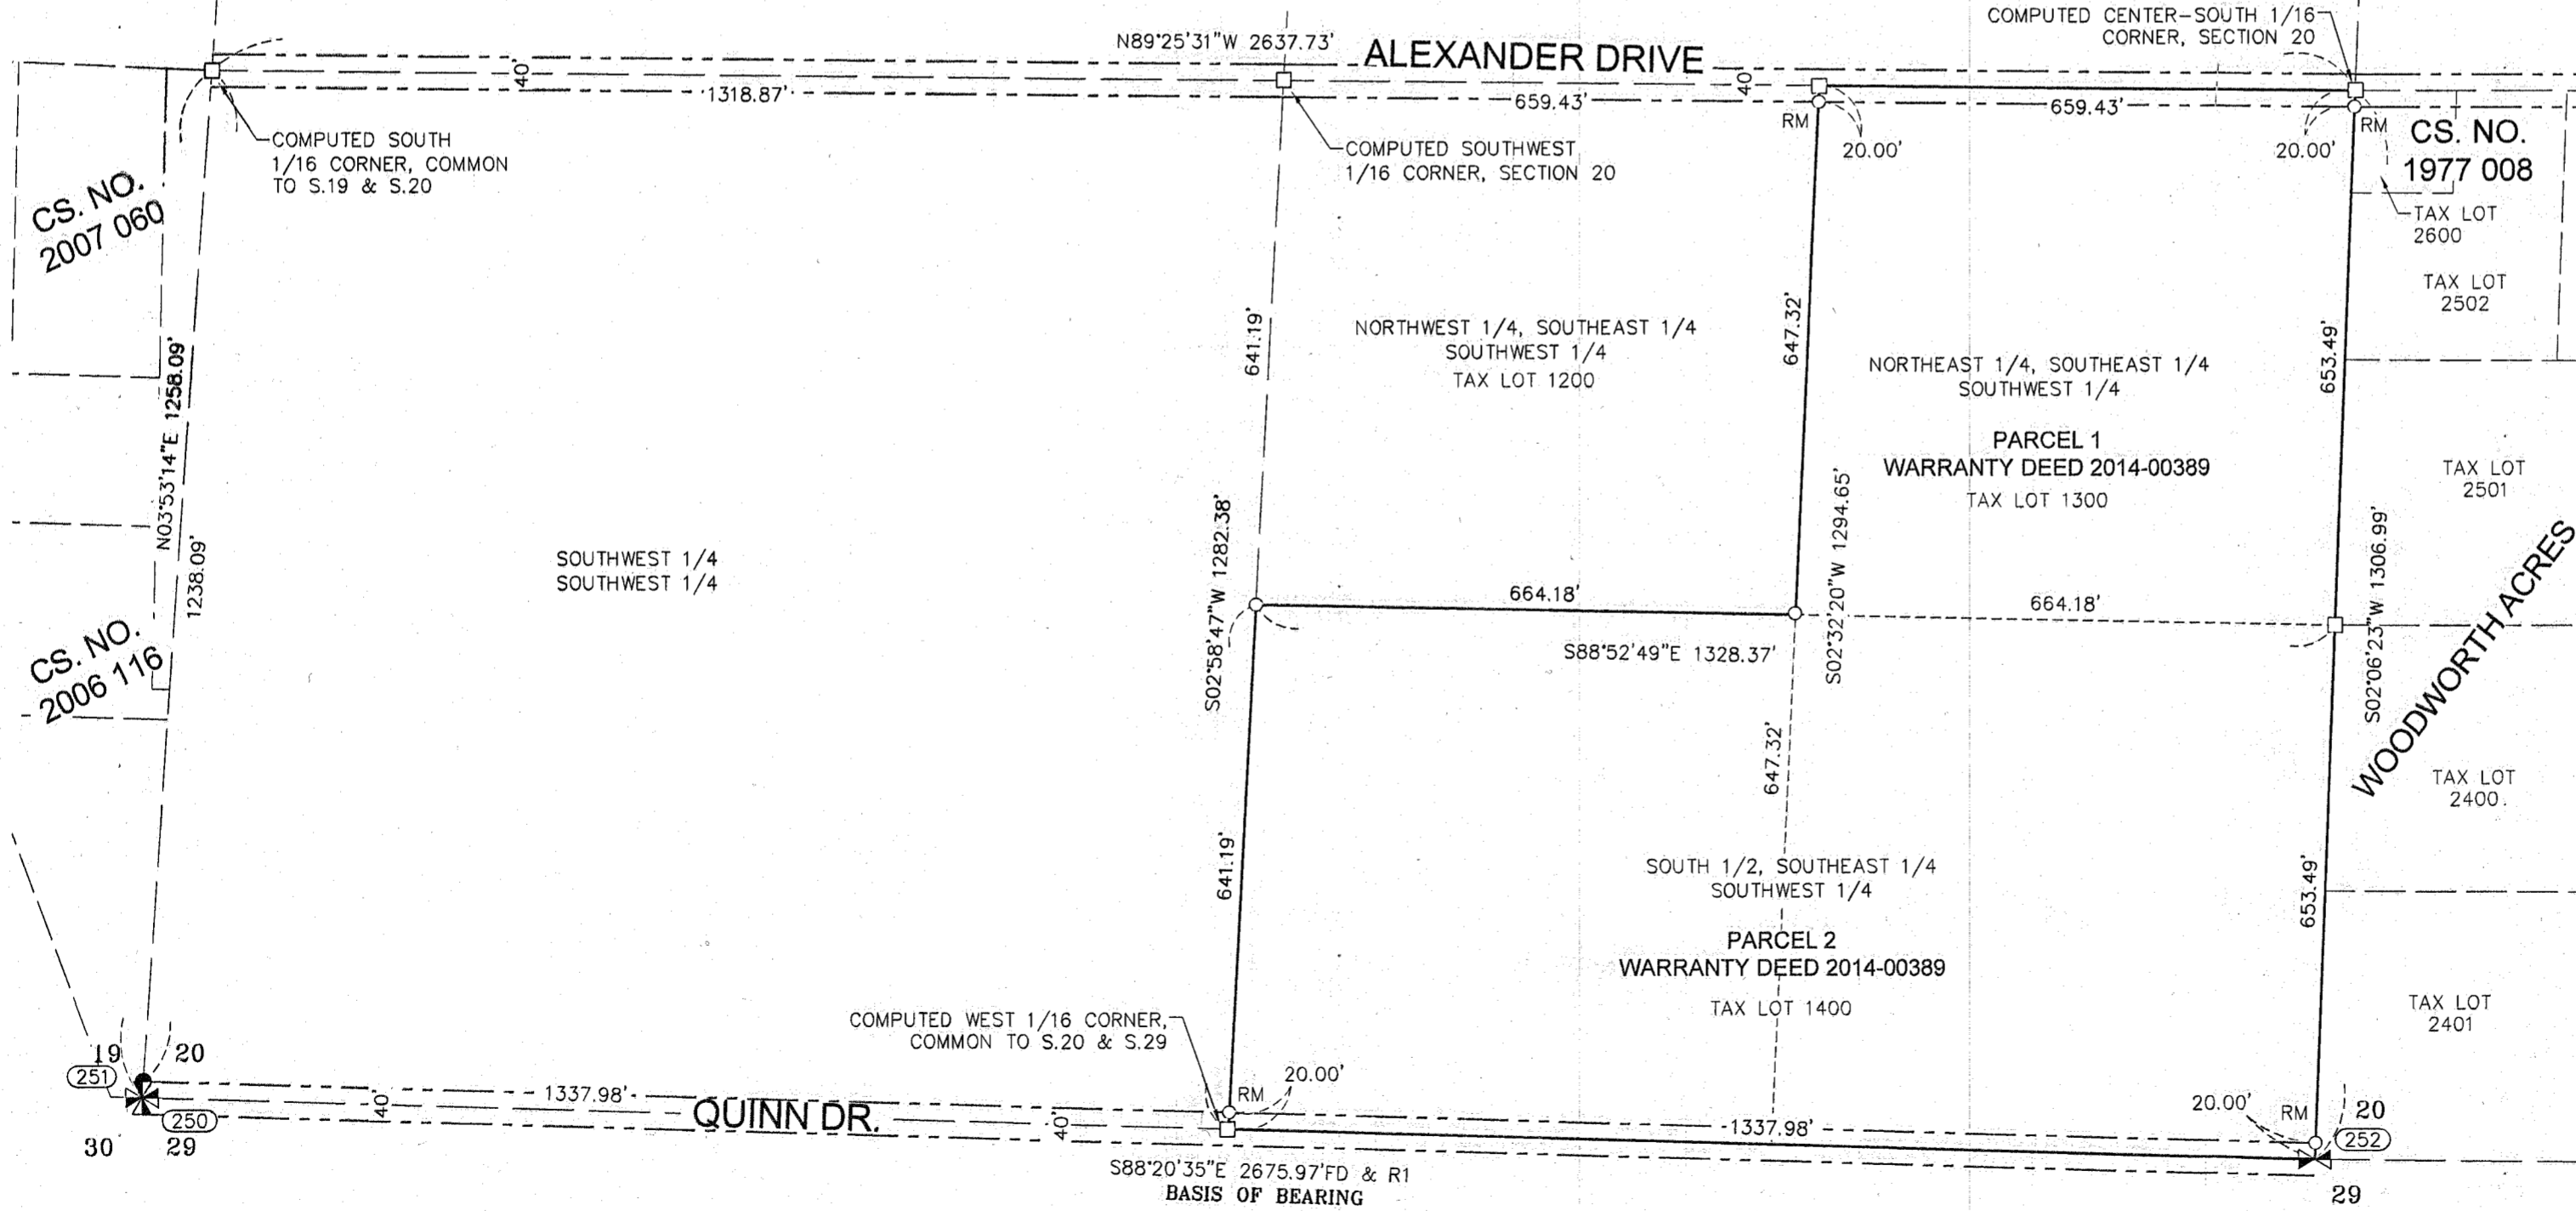 COMPUTED CENTER-SOUTH 1/16
CORNER, SECTION 20
N89°25'31"W 2637.73'
ALEXANDER DRIVE
40'
40'
1318.87'
659.43'
659.43'
RM
20.00'
20.00'
RM
CS. NO.
1977 008
COMPUTED SOUTH
1/16 CORNER, COMMON
TO S.19 & S.20
COMPUTED SOUTHWEST
1/16 CORNER, SECTION 20
CS. NO.
2007 060
TAX LOT
2600
TAX LOT
2502
N03°53'14"E 1258.09'
1238.09'
641.19'
NORTHWEST 1/4, SOUTHEAST 1/4
SOUTHWEST 1/4
TAX LOT 1200
647.32'
NORTHEAST 1/4, SOUTHEAST 1/4
SOUTHWEST 1/4
PARCEL 1
WARRANTY DEED 2014-00389
TAX LOT 1300
653.49'
TAX LOT
2501
SOUTHWEST 1/4
SOUTHWEST 1/4
S02°58'47"W 1282.38'
664.18'
S88°52'49"E 1328.37'
S02°32'20"W 1294.65'
664.18'
S02°06'23"W 1306.99'
WOODWORTH ACRES
CS. NO.
2006 116
647.32'
TAX LOT
2400
641.19'
SOUTH 1/2, SOUTHEAST 1/4
SOUTHWEST 1/4
PARCEL 2
WARRANTY DEED 2014-00389
TAX LOT 1400
653.49'
TAX LOT
2401
COMPUTED WEST 1/16 CORNER,
COMMON TO S.20 & S.29
19
20
251
250
30
29
40'
1337.98'
QUINN DR.
40'
RM
20.00'
1337.98'
20.00'
RM
20
252
29
S88°20'35"E 2675.97'FD & R1
BASIS OF BEARING